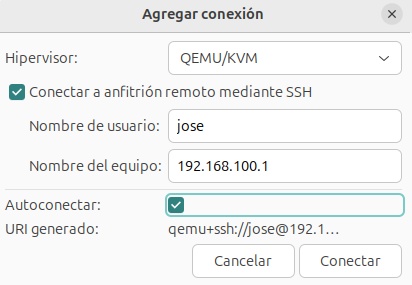 Agregar conexión
Hipervisor: QEMU/KVM
Conectar a anfitrión remoto mediante SSH
Nombre de usuario: jose
Nombre del equipo: 192.168.100.1
Autoconectar:
URI generado: qemu+ssh://jose@192.1...
Cancelar Conectar